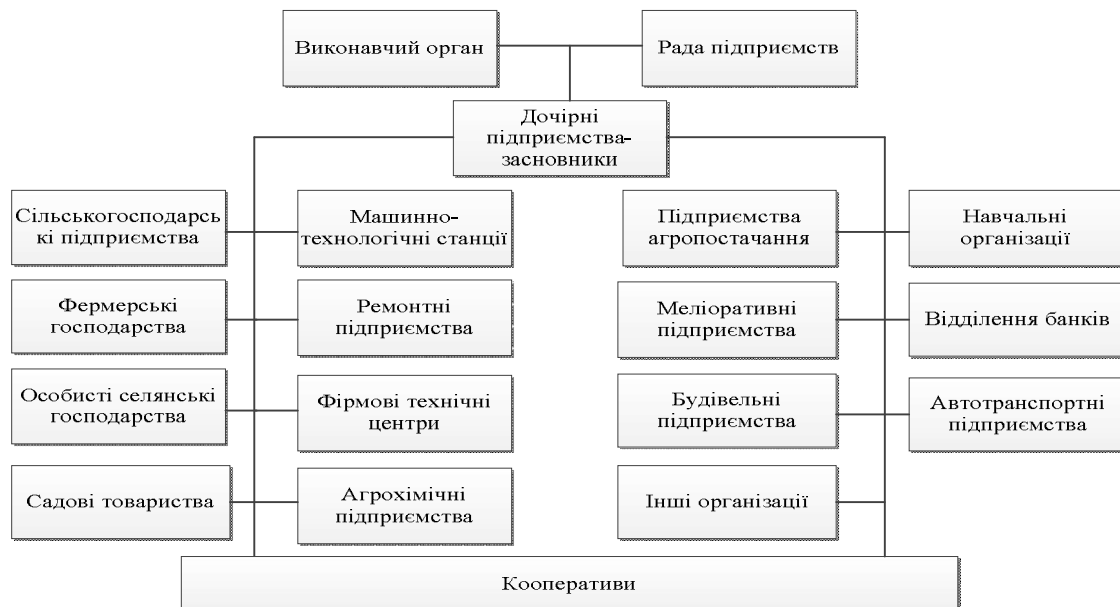 Виконавчий орган
Рада підприємств
Дочірні
підприємства-
засновники
Сільськогосподарсь
кі підприємства
Машинно-
технологічні станції
Підприємства
агропостачання
Навчальні
організації
Фермерські
господарства
Ремонтні
підприємства
Меліоративні
підприємства
Відділення банків
Особисті селянські
господарства
Фірмові технічні
центри
Будівельні
підприємства
Автотранспортні
підприємства
Садові товариства
Агрохімічні
підприємства
Інші організації
Кооперативи